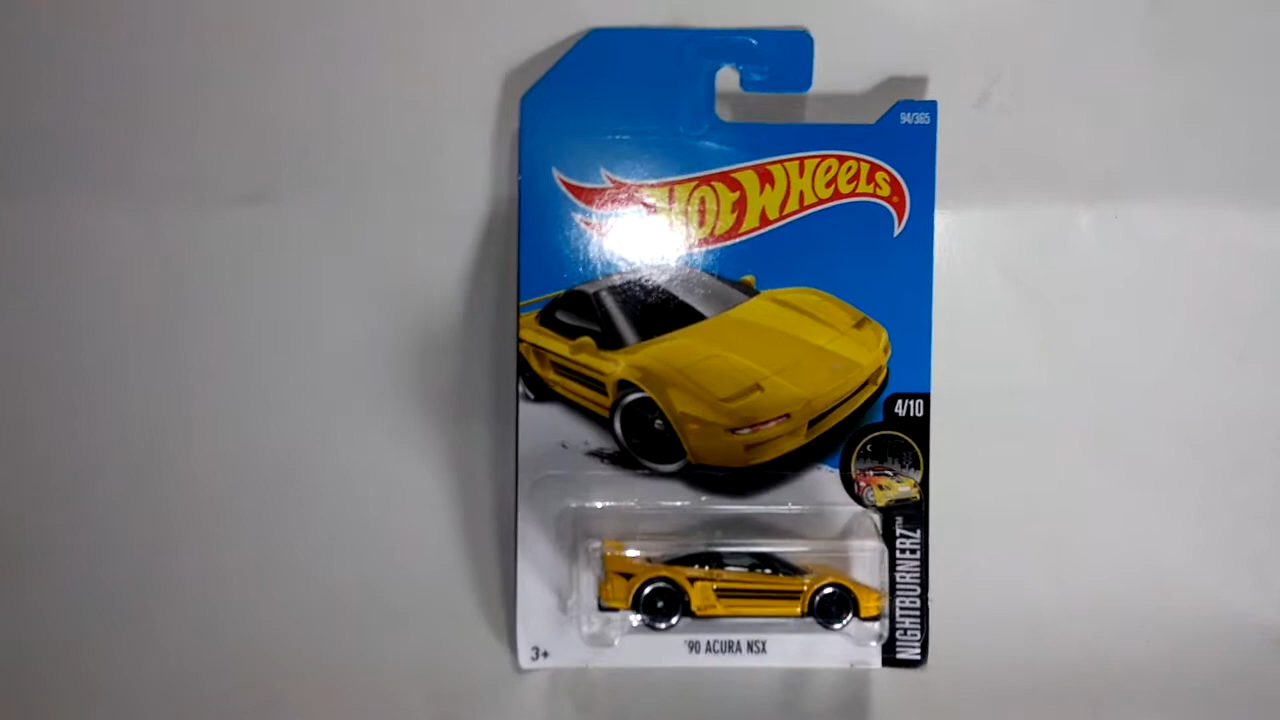 94/365
HOT WHEELS
4/10
NIGHTBURNERZ™
'90 ACURA NSX
3+